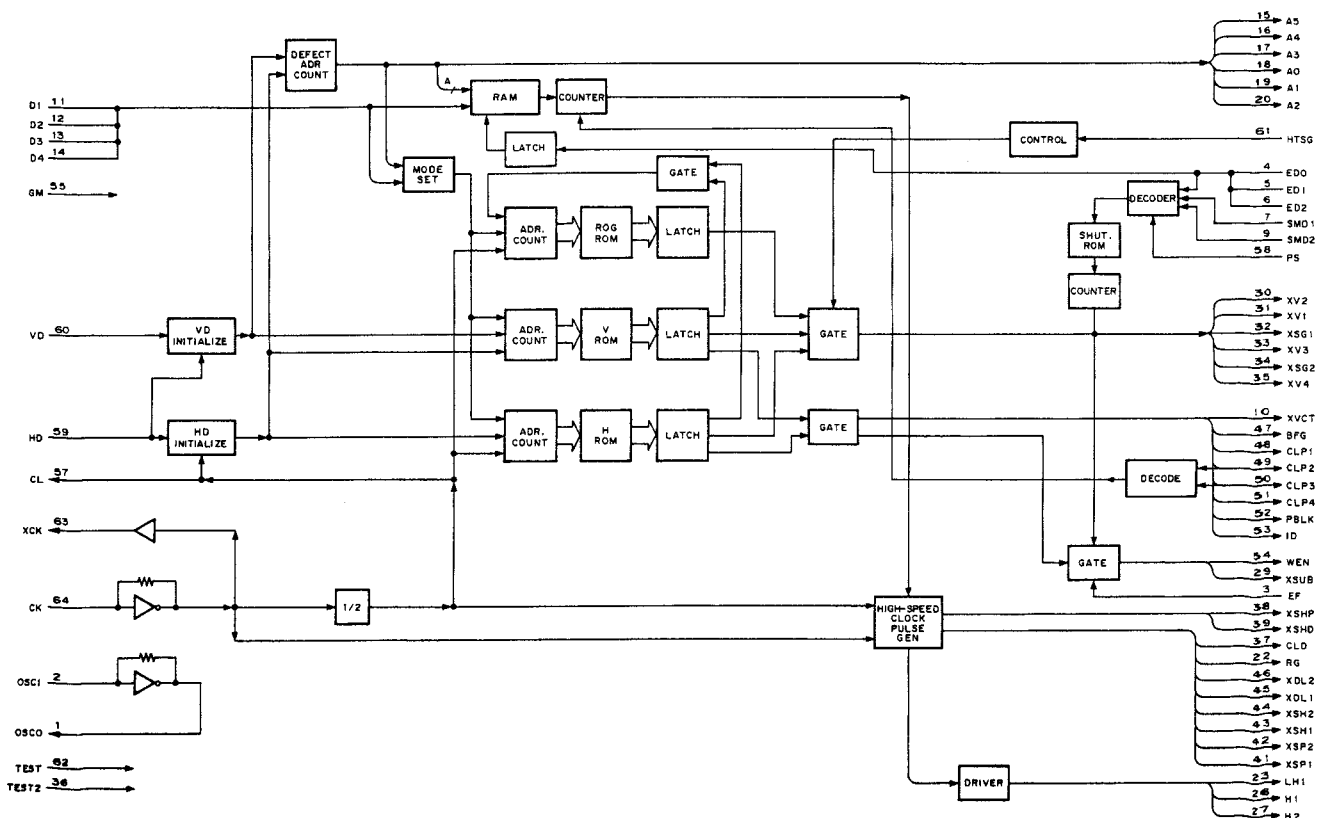 DEFECT
ADR
COUNT
15 A5
16 A4
17 A3
18 A0
19 A1
20 A2
A
RAM
COUNTER
D1 11
D2 12
D3 13
D4 14
GM 55
LATCH
CONTROL
61 HTSG
MODE
SET
GATE
4 ED0
5 ED1
6 ED2
7 SMD1
9 SMD2
58 PS
DECODER
SHUT.
ROM
COUNTER
ADR.
COUNT
ROG
ROM
LATCH
VD 60
VD
INITIALIZE
ADR.
COUNT
V
ROM
LATCH
GATE
30 XV2
31 XV1
32 XSG1
33 XV3
34 XSG2
35 XV4
HD 59
HD
INITIALIZE
ADR.
COUNT
H
ROM
LATCH
GATE
10 XVCT
47 BFG
48 CLP1
49 CLP2
50 CLP3
51 CLP4
52 PBLK
53 ID
DECODE
CL 57
XCK 63
CK 64
1/2
GATE
54 WEN
29 XSUB
3 EF
HIGH-SPEED
CLOCK
PULSE
GEN
38 XSHP
39 XSHD
37 CLD
22 RG
46 XDL2
45 XDL1
44 XSH2
43 XSH1
42 XSP2
41 XSP1
OSCI 2
OSCO 1
TEST 62
TEST2 36
DRIVER
23 LH1
26 H1
27 H2